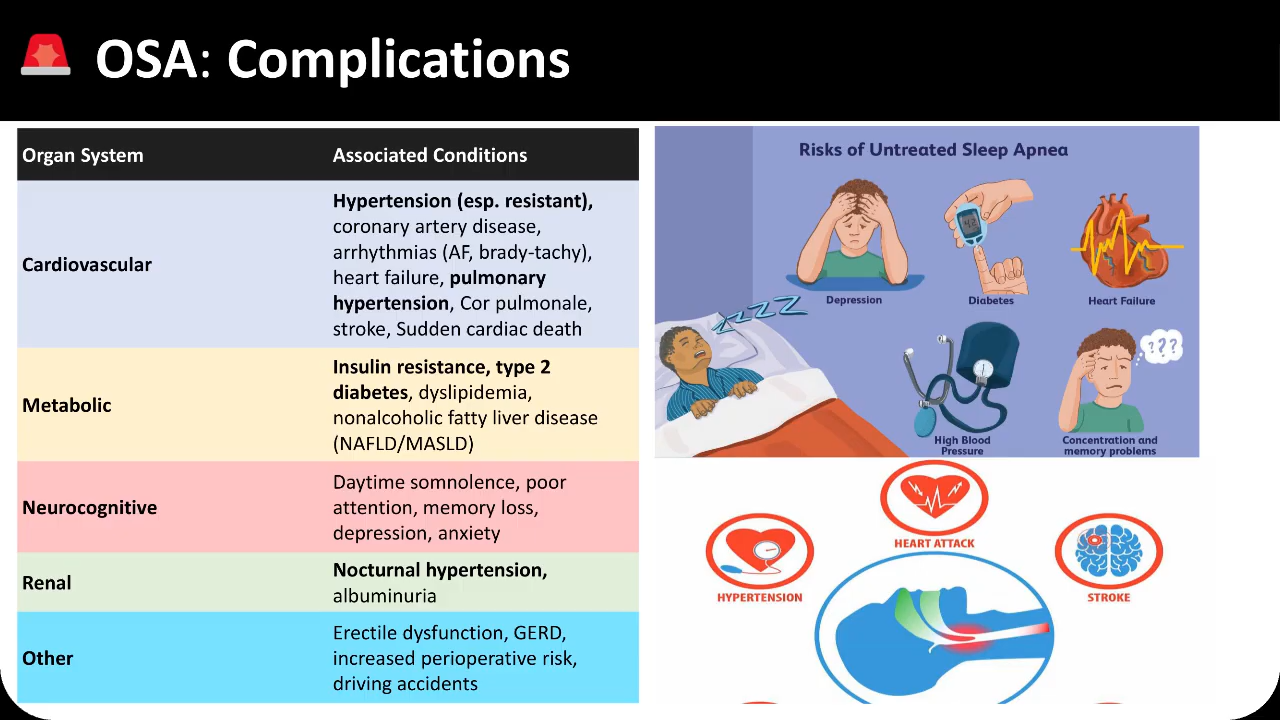 OSA: Complications
Organ System
Associated Conditions
Cardiovascular
Hypertension (esp. resistant),
coronary artery disease,
arrhythmias (AF, brady-tachy),
heart failure, pulmonary
hypertension, Cor pulmonale,
stroke, Sudden cardiac death
Metabolic
Insulin resistance, type 2
diabetes, dyslipidemia,
nonalcoholic fatty liver disease
(NAFLD/MASLD)
Neurocognitive
Daytime somnolence, poor
attention, memory loss,
depression, anxiety
Renal
Nocturnal hypertension,
albuminuria
Other
Erectile dysfunction, GERD,
increased perioperative risk,
driving accidents
Risks of Untreated Sleep Apnea
Depression
Diabetes
Heart Failure
ZZZZ
???
High Blood
Pressure
Concentration and
memory problems
HEART ATTACK
HYPERTENSION
STROKE